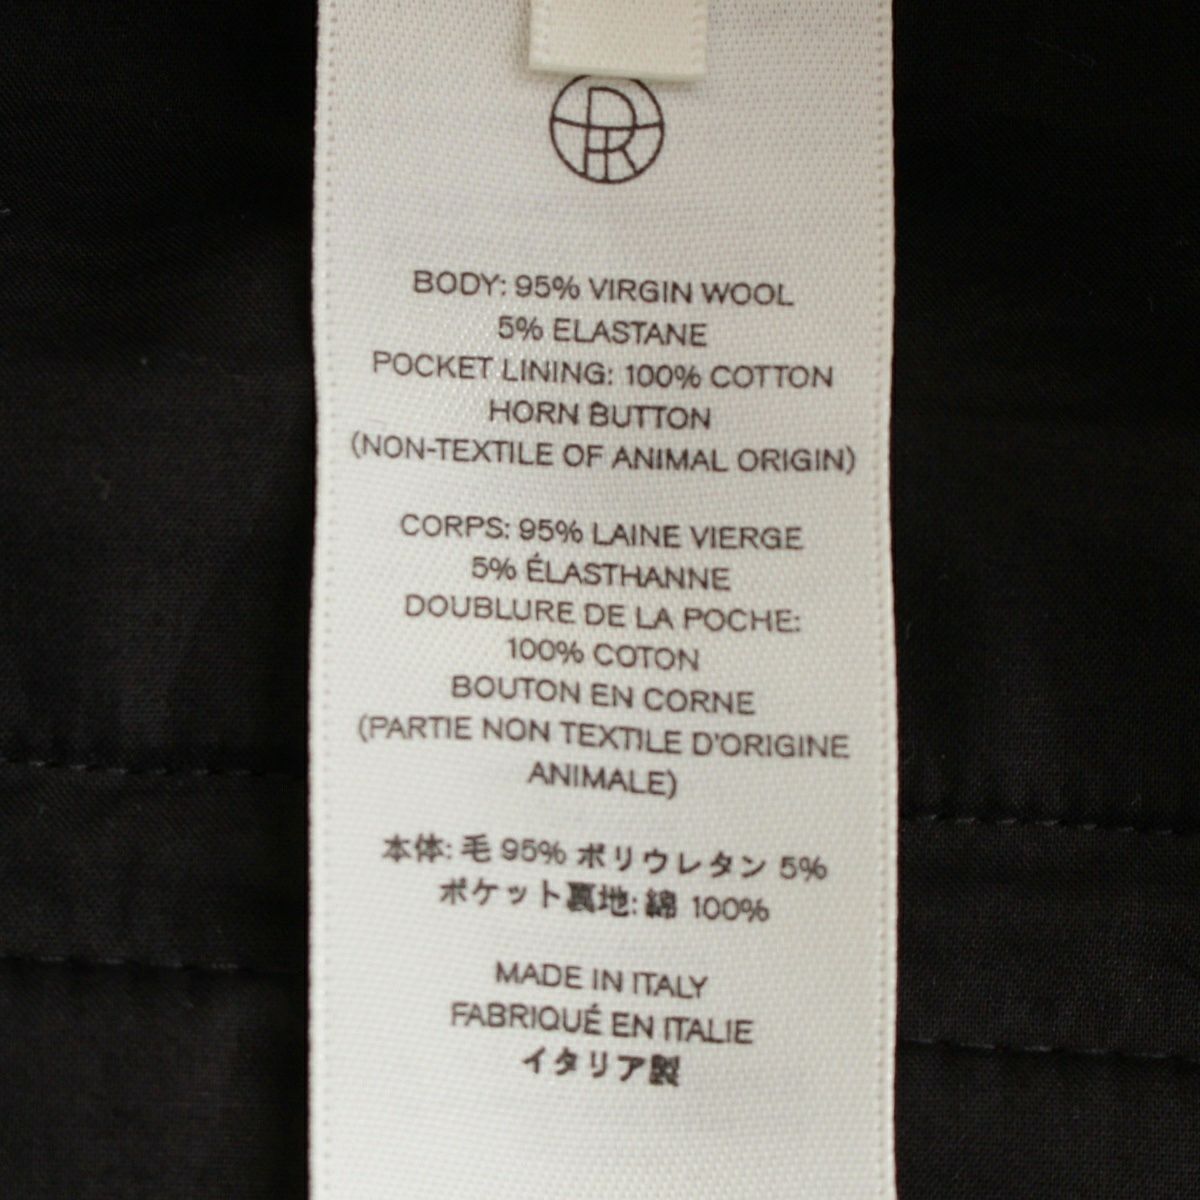 BODY: 95% VIRGIN WOOL
5% ELASTANE
POCKET LINING: 100% COTTON
HORN BUTTON
(NON-TEXTILE OF ANIMAL ORIGIN)
CORPS: 95% LAINE VIERGE
5% ÉLASTHANNE
DOUBLURE DE LA POCHE:
100% COTON
BOUTON EN CORNE
(PARTIE NON TEXTILE D'ORIGINE
ANIMALE)
本体: 毛 95% ポリウレタン 5%
ポケット裏地: 綿 100%
MADE IN ITALY
FABRIQUÉ EN ITALIE
イタリア製